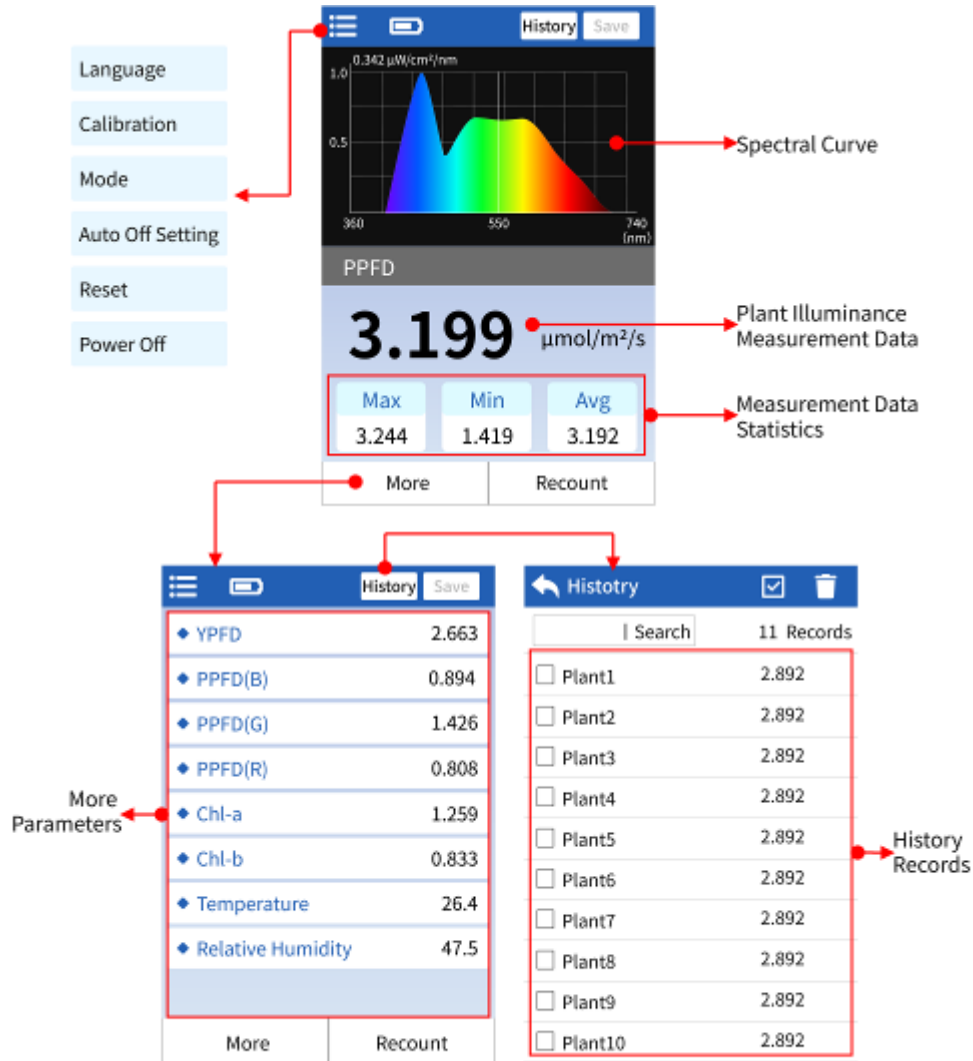 History Save
Language
Calibration
Mode
Auto Off Setting
Reset
Power Off
0.342 μW/cm²/nm
1.0
0.5
360 550 740
(nm)
Spectral Curve
PPFD
3.199 μmol/m²/s
Plant Illuminance
Measurement Data
Max Min Avg
3.244 1.419 3.192
Measurement Data
Statistics
More Recount
History Save
YPFD 2.663
PPFD(B) 0.894
PPFD(G) 1.426
PPFD(R) 0.808
Chl-a 1.259
Chl-b 0.833
Temperature 26.4
Relative Humidity 47.5
More Recount
More
Parameters
Histotry
| Search 11 Records
Plant1 2.892
Plant2 2.892
Plant3 2.892
Plant4 2.892
Plant5 2.892
Plant6 2.892
Plant7 2.892
Plant8 2.892
Plant9 2.892
Plant10 2.892
History
Records